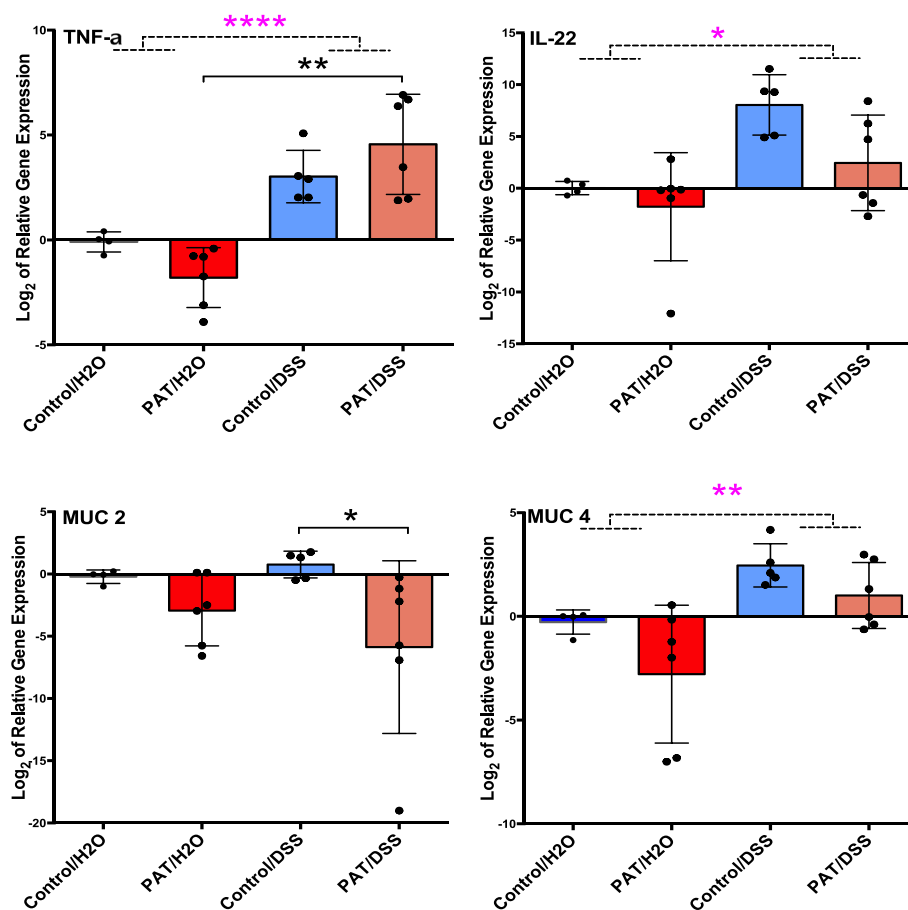 TNF-a
****
**
Log₂ of Relative Gene Expression
10
5
0
-5
Control/H2O
PAT/H2O
Control/DSS
PAT/DSS
IL-22
*
Log₂ of Relative Gene Expression
15
10
5
0
-5
-10
-15
Control/H2O
PAT/H2O
Control/DSS
PAT/DSS
MUC 2
*
Log₂ of Relative Gene Expression
5
0
-5
-10
-15
-20
Control/H2O
PAT/H2O
Control/DSS
PAT/DSS
MUC 4
**
Log₂ of Relative Gene Expression
5
0
-5
-10
Control/H2O
PAT/H2O
Control/DSS
PAT/DSS